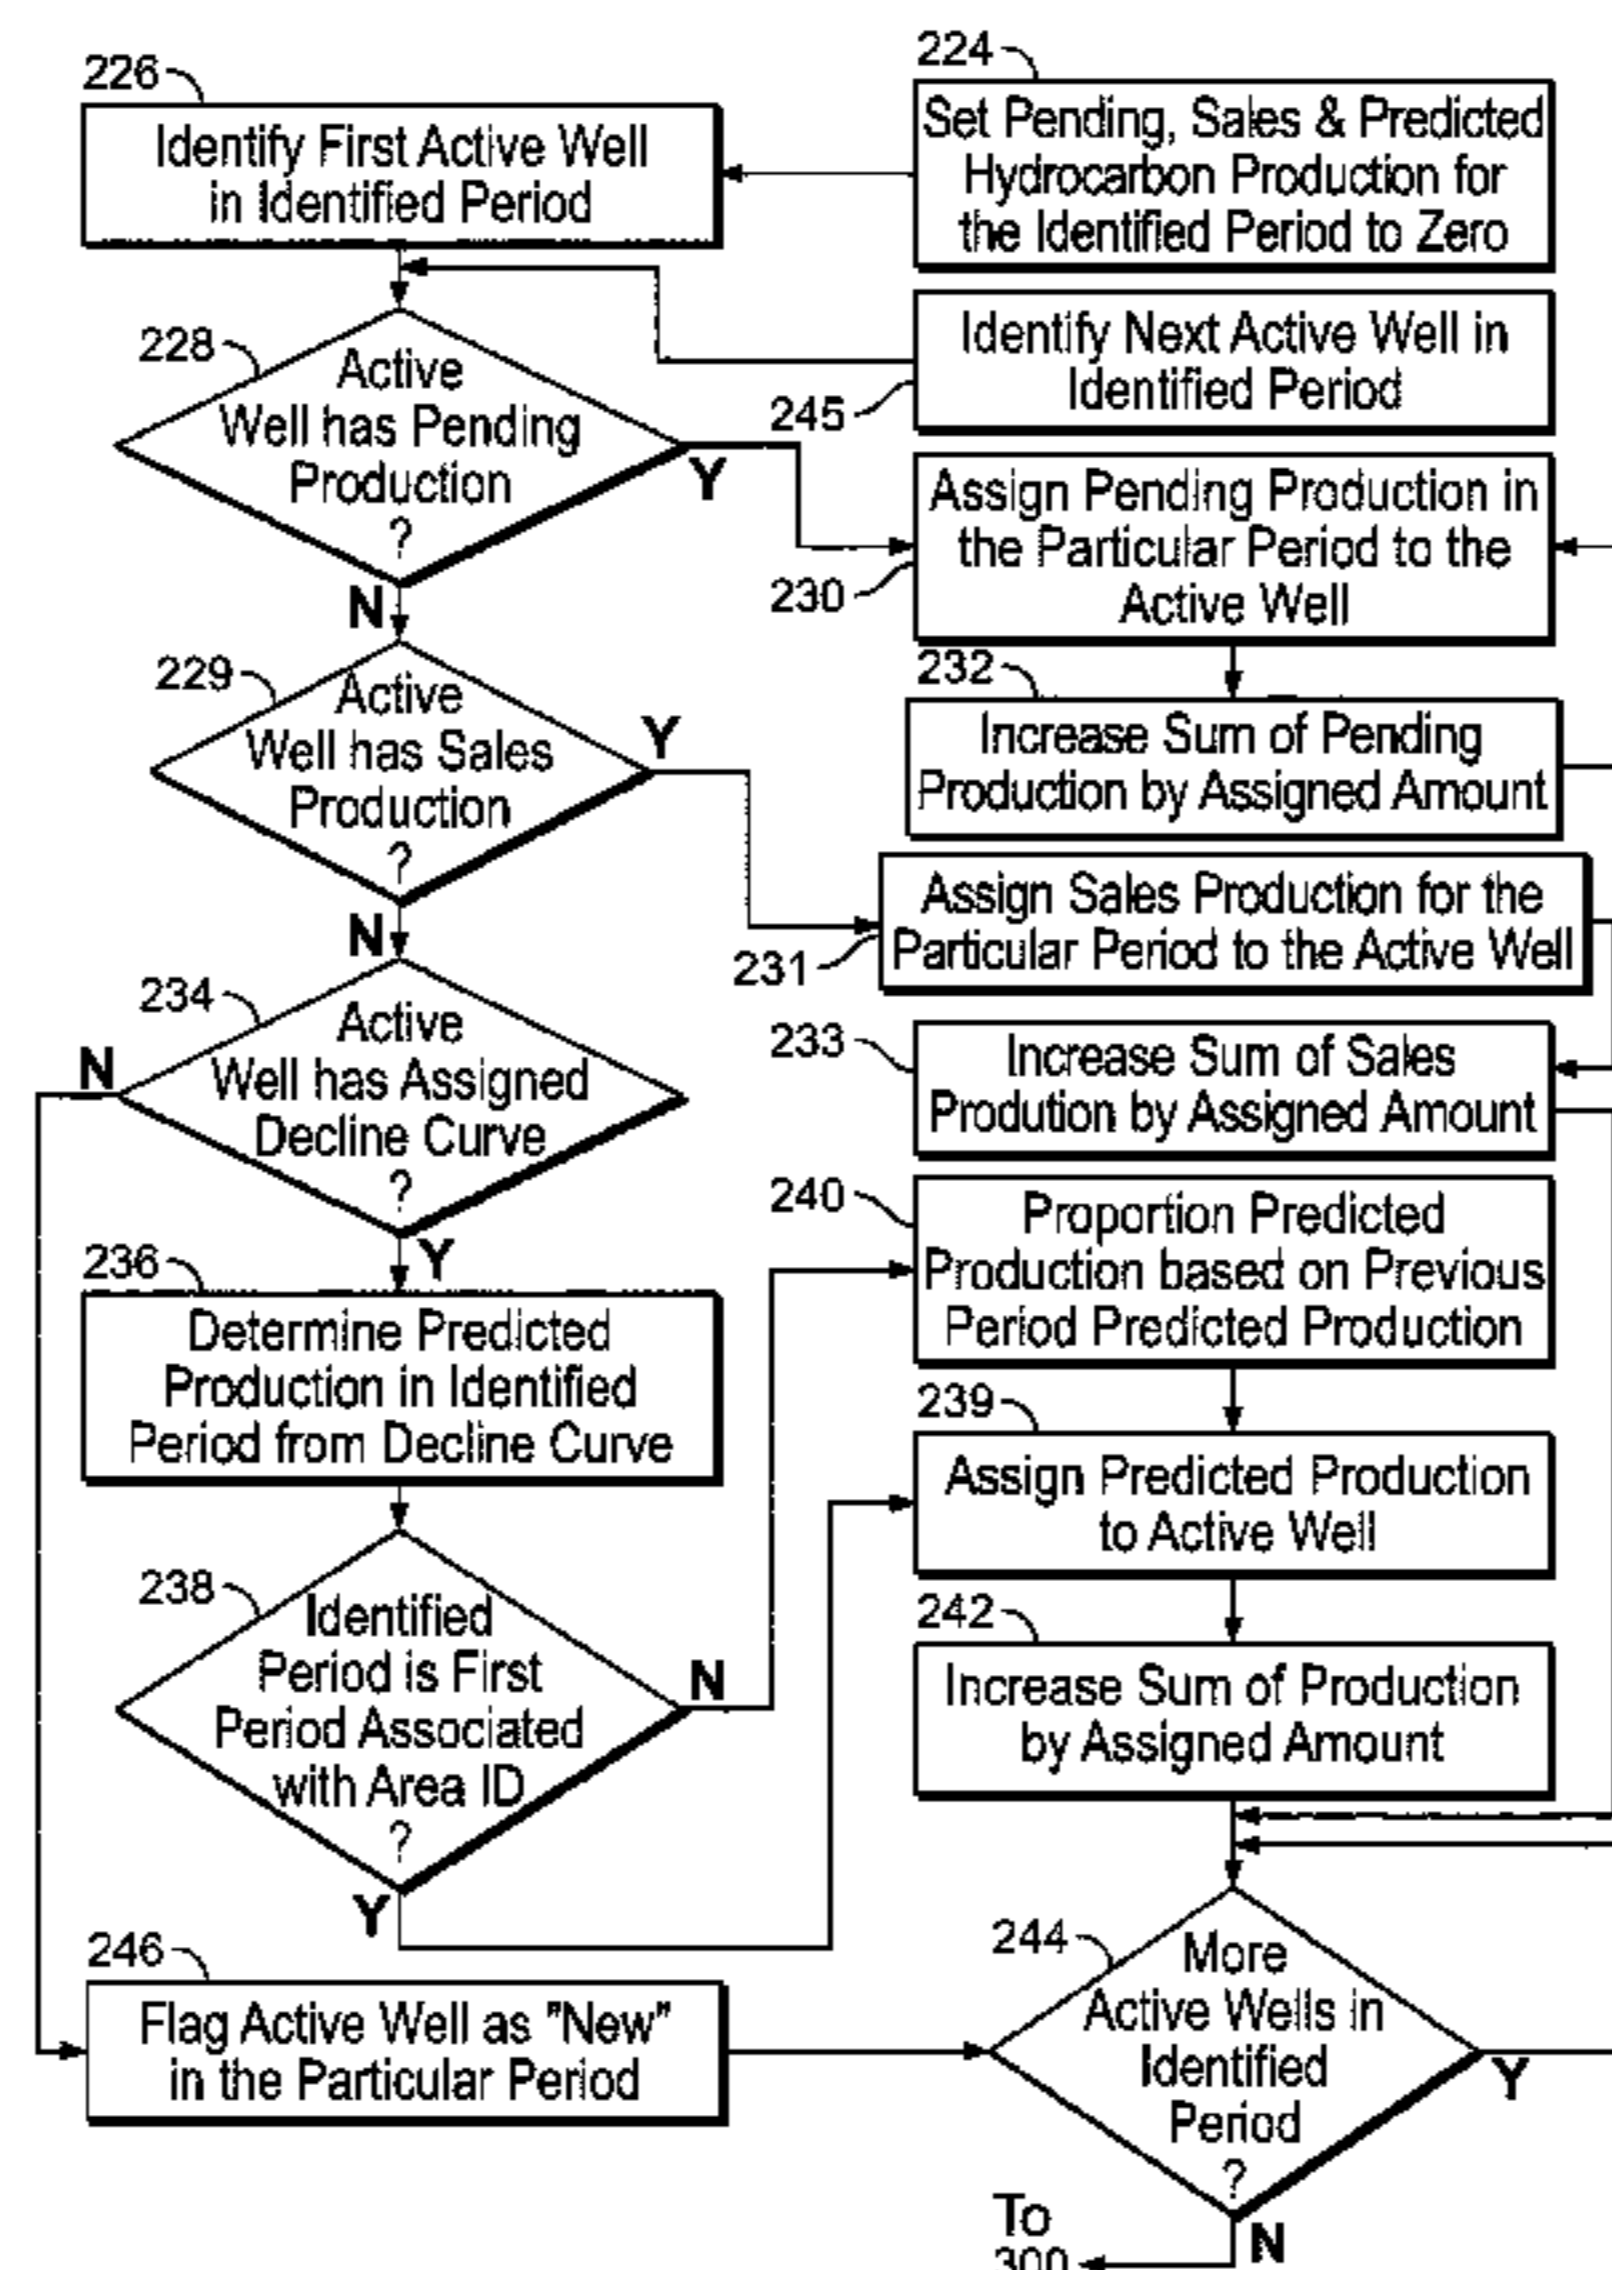 226
Identify First Active Well
in Identified Period
224
Set Pending, Sales & Predicted
Hydrocarbon Production for
the Identified Period to Zero
Identify Next Active Well in
Identified Period
245
228
Active
Well has Pending
Production
?
Y
N
Assign Pending Production in
the Particular Period to the
Active Well
230
232
Increase Sum of Pending
Production by Assigned Amount
229
Active
Well has Sales
Production
?
Y
N
Assign Sales Production for the
Particular Period to the Active Well
231
233
Increase Sum of Sales
Prodution by Assigned Amount
234
Active
Well has Assigned
Decline Curve
?
N
Y
236
Determine Predicted
Production in Identified
Period from Decline Curve
240
Proportion Predicted
Production based on Previous
Period Predicted Production
239
Assign Predicted Production
to Active Well
238
Identified
Period is First
Period Associated
with Area ID
?
N
Y
242
Increase Sum of Production
by Assigned Amount
246
Flag Active Well as "New"
in the Particular Period
244
More
Active Wells in
Identified
Period
?
Y
N
To
300